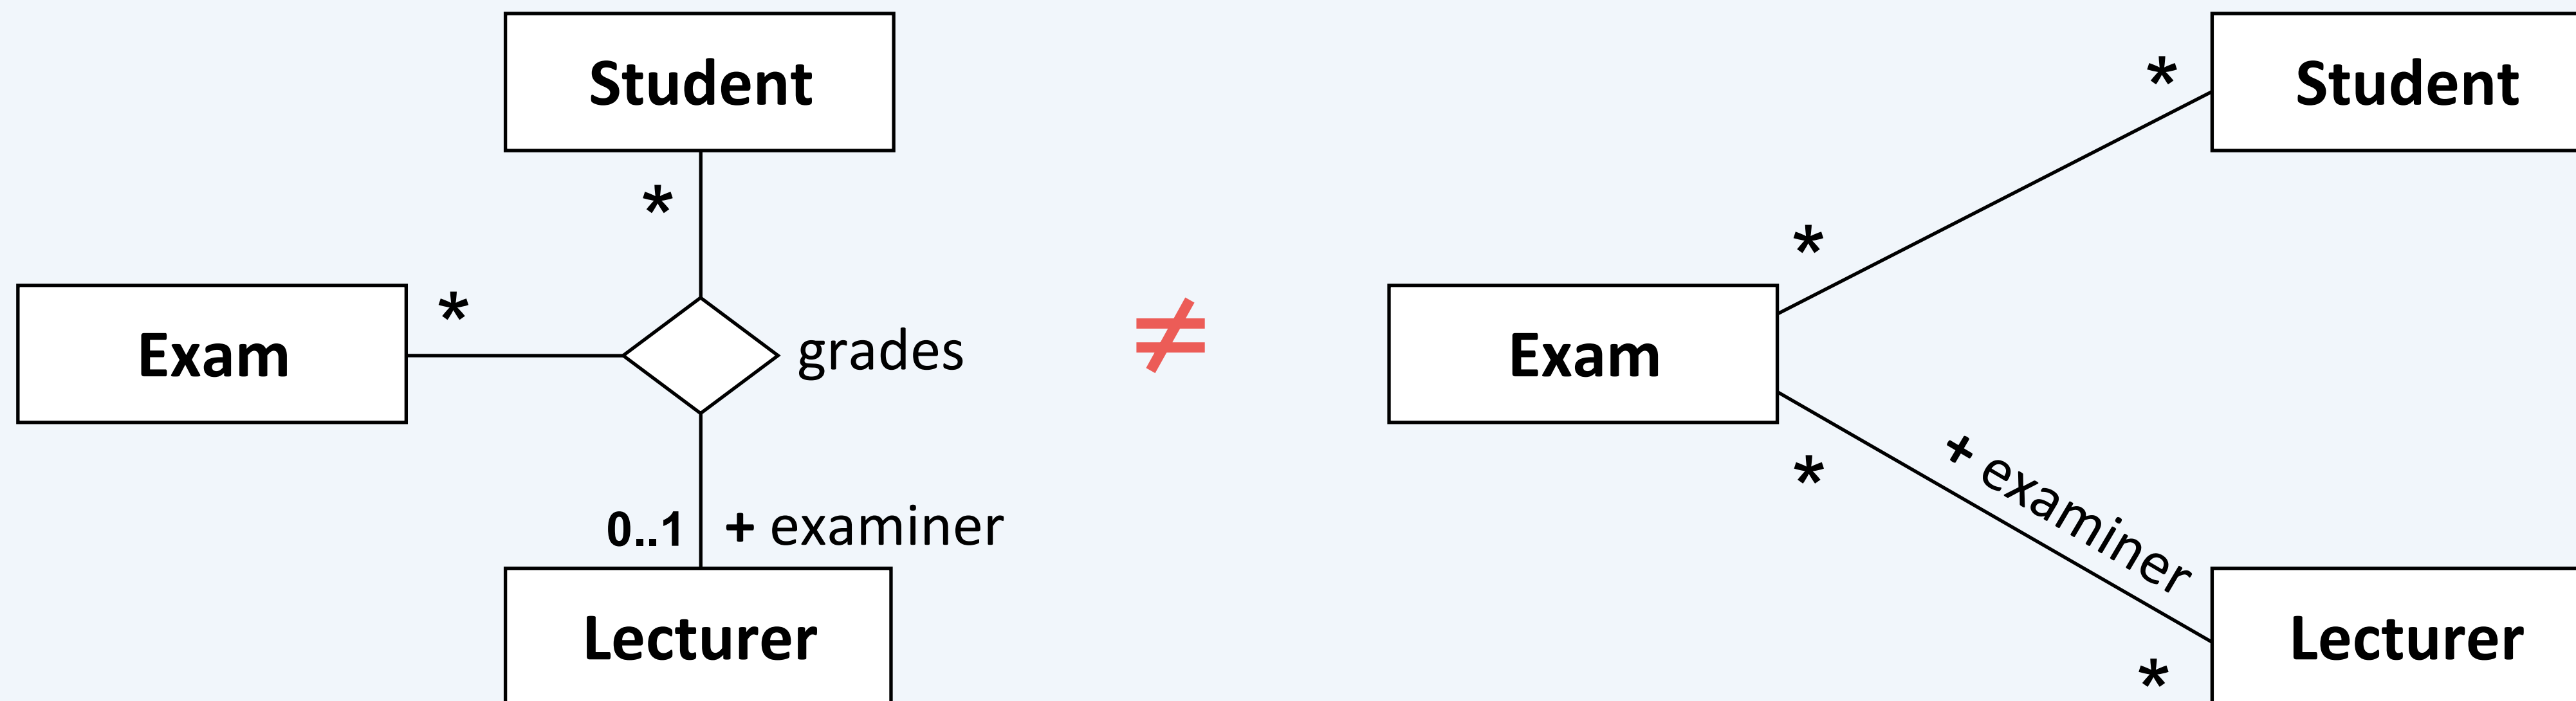 Student
*
Exam
*
grades
0..1
+ examiner
Lecturer
≠
Student
*
*
Exam
*
+ examiner
*
Lecturer